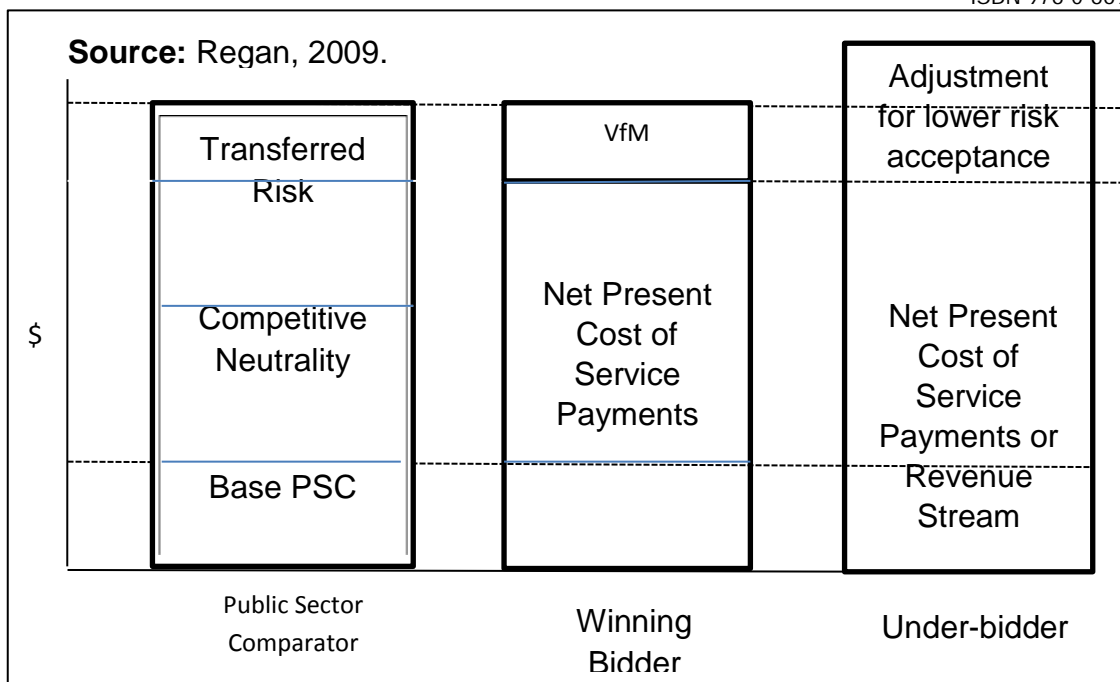 Source: Regan, 2009.
Transferred
Risk
Competitive
Neutrality
Base PSC
VfM
Net Present
Cost of
Service
Payments
Adjustment
for lower risk
acceptance
Net Present
Cost of
Service
Payments or
Revenue
Stream
$
Public Sector
Comparator
Winning
Bidder
Under-bidder